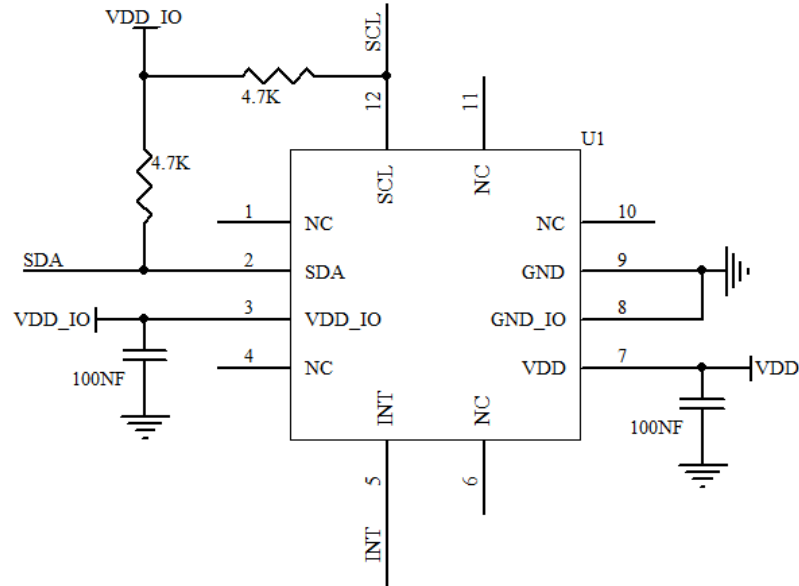 VDD_IO
SCL
4.7K
12
11
U1
4.7K
SCL
NC
1
NC
NC
10
SDA
2
SDA
GND
9
VDD_IO
3
VDD_IO
GND_IO
8
4
NC
VDD
7
VDD
100NF
INT
NC
100NF
5
6
INT